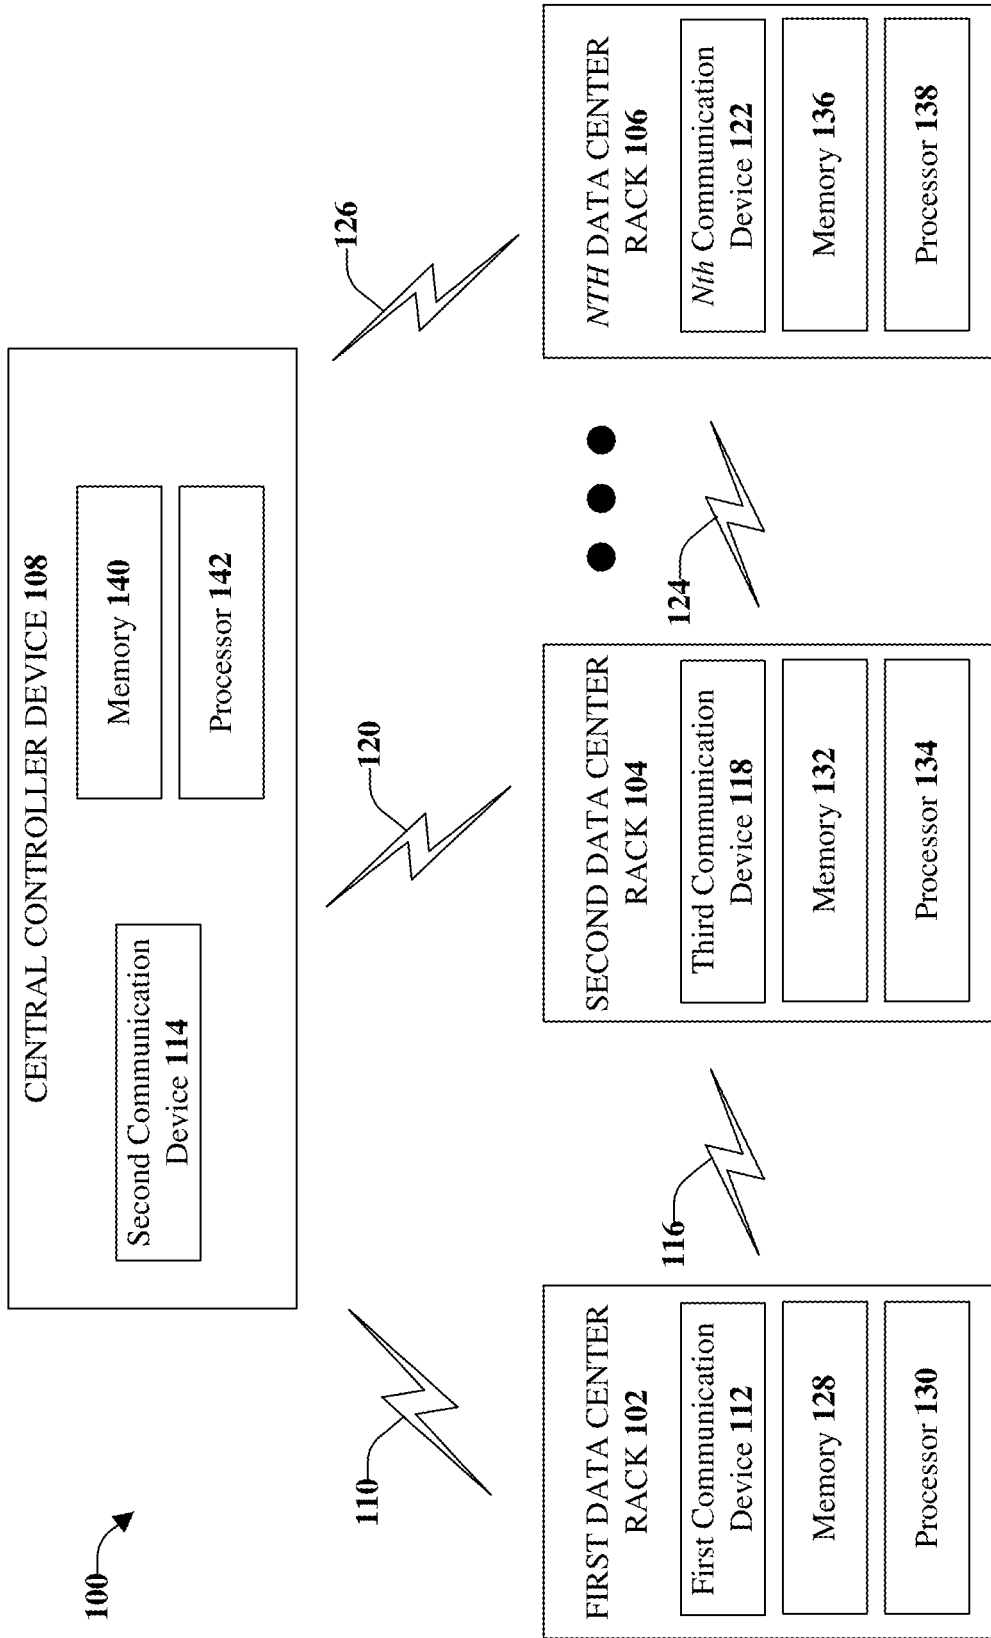 100
CENTRAL CONTROLLER DEVICE 108
Second Communication
Device 114
Memory 140
Processor 142
110
120
126
FIRST DATA CENTER
RACK 102
First Communication
Device 112
Memory 128
Processor 130
116
SECOND DATA CENTER
RACK 104
Third Communication
Device 118
Memory 132
Processor 134
124
NTH DATA CENTER
RACK 106
Nth Communication
Device 122
Memory 136
Processor 138